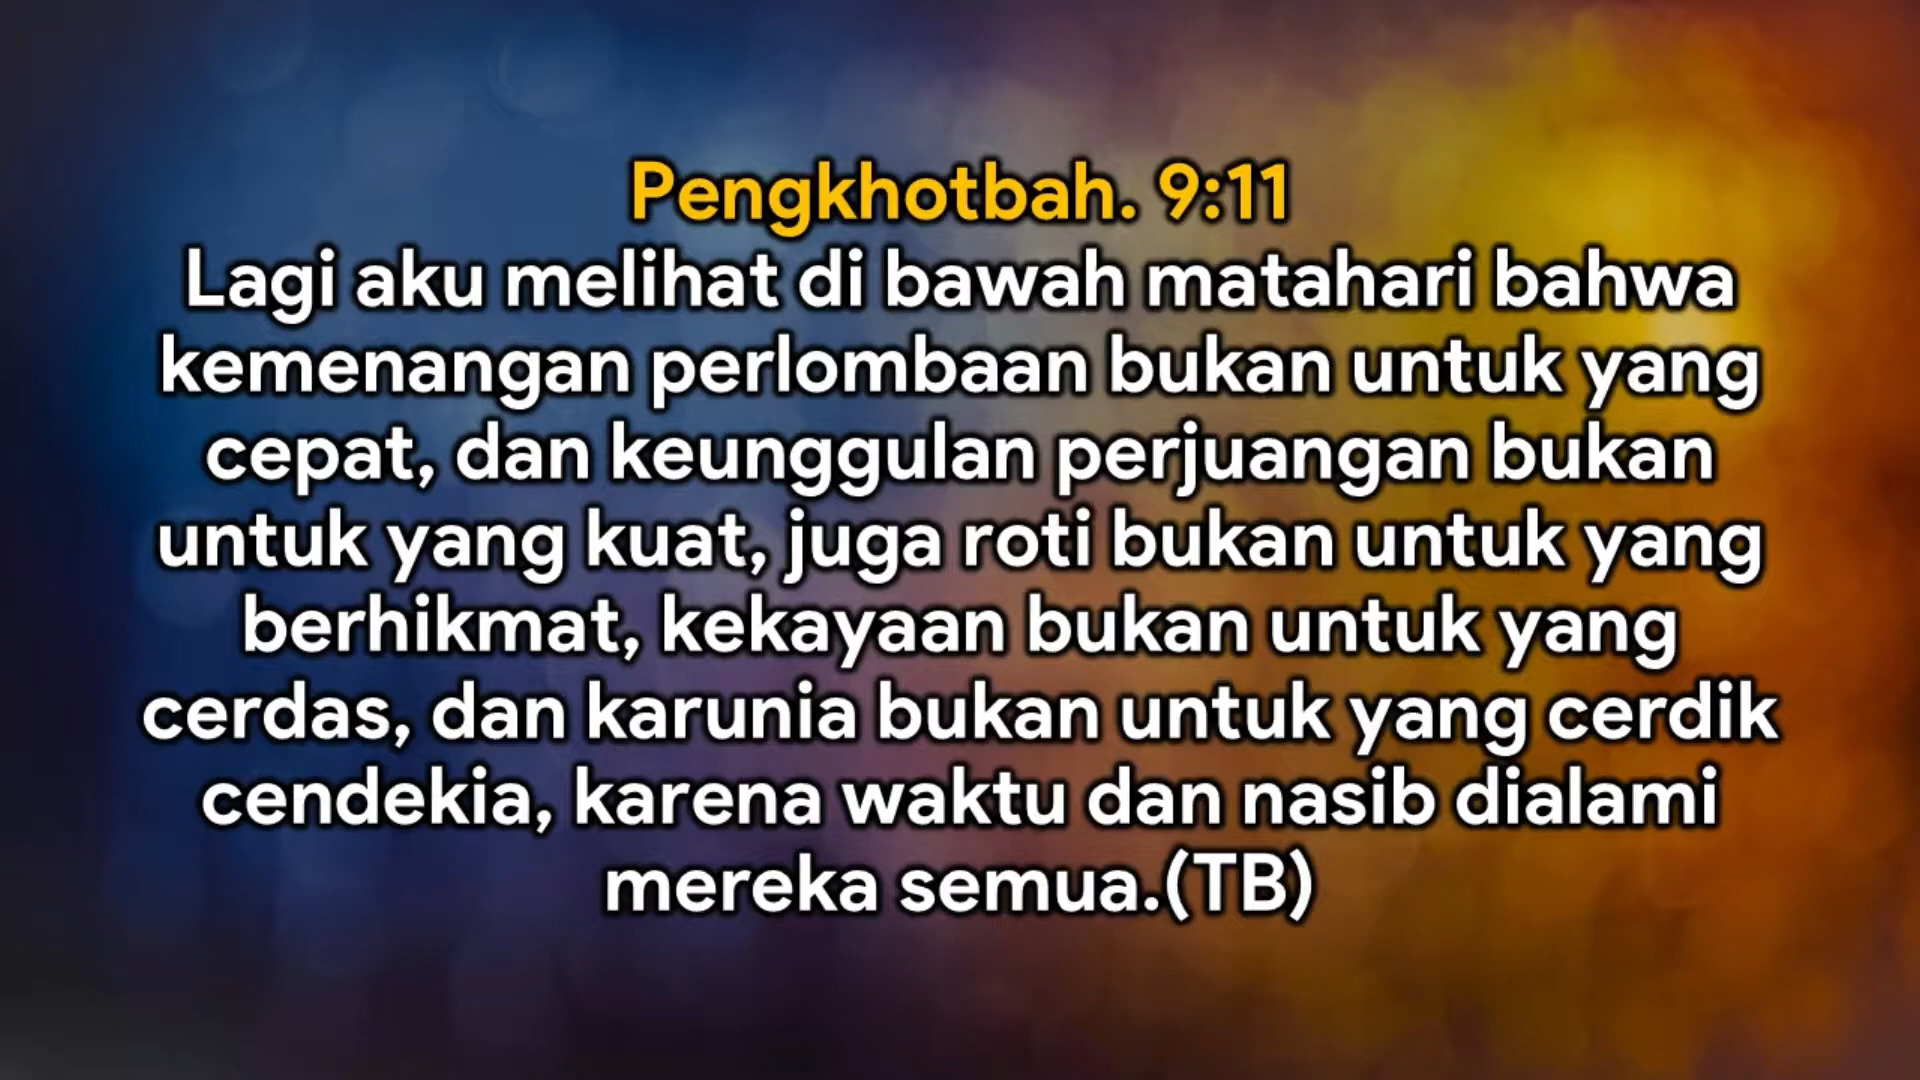 Pengkhotbah. 9:11
Lagi aku melihat di bawah matahari bahwa
kemenangan perlombaan bukan untuk yang
cepat, dan keunggulan perjuangan bukan
untuk yang kuat, juga roti bukan untuk yang
berhikmat, kekayaan bukan untuk yang
cerdas, dan karunia bukan untuk yang cerdik
cendekia, karena waktu dan nasib dialami
mereka semua.(TB)